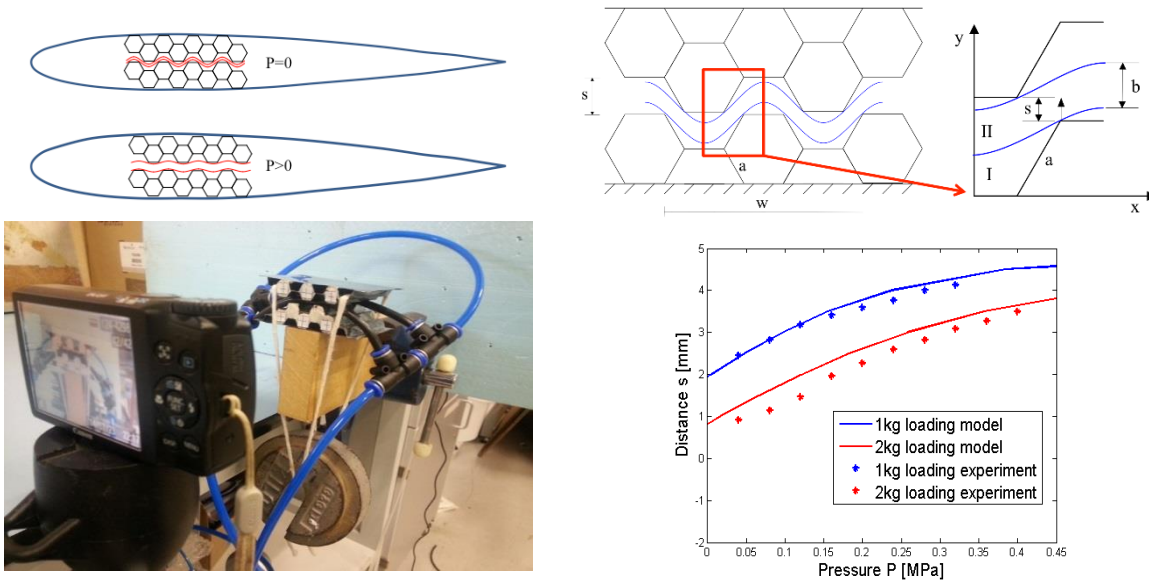 P=0
P>0
s
a
w
y
b
s
II
a
I
x
5
4
3
2
1
0
-1
-2
0
0.05
0.1
0.15
0.2
0.25
0.3
0.35
0.4
0.45
Distance s [mm]
Pressure P [MPa]
1kg loading model
2kg loading model
1kg loading experiment
2kg loading experiment
FUNC
SET